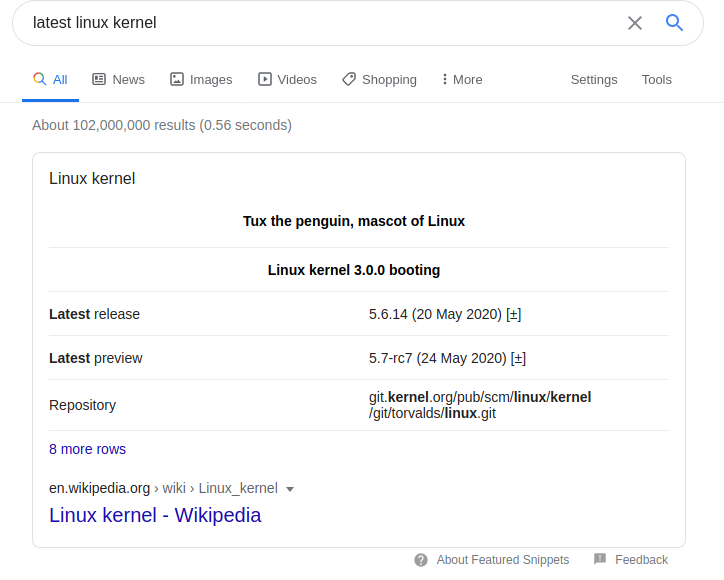 latest linux kernel
All News Images Videos Shopping More Settings Tools
About 102,000,000 results (0.56 seconds)
Linux kernel
Tux the penguin, mascot of Linux
Linux kernel 3.0.0 booting
Latest release 5.6.14 (20 May 2020) [±]
Latest preview 5.7-rc7 (24 May 2020) [±]
Repository git.kernel.org/pub/scm/linux/kernel
/git/torvalds/linux.git
8 more rows
en.wikipedia.org › wiki › Linux_kernel
Linux kernel - Wikipedia
About Featured Snippets Feedback